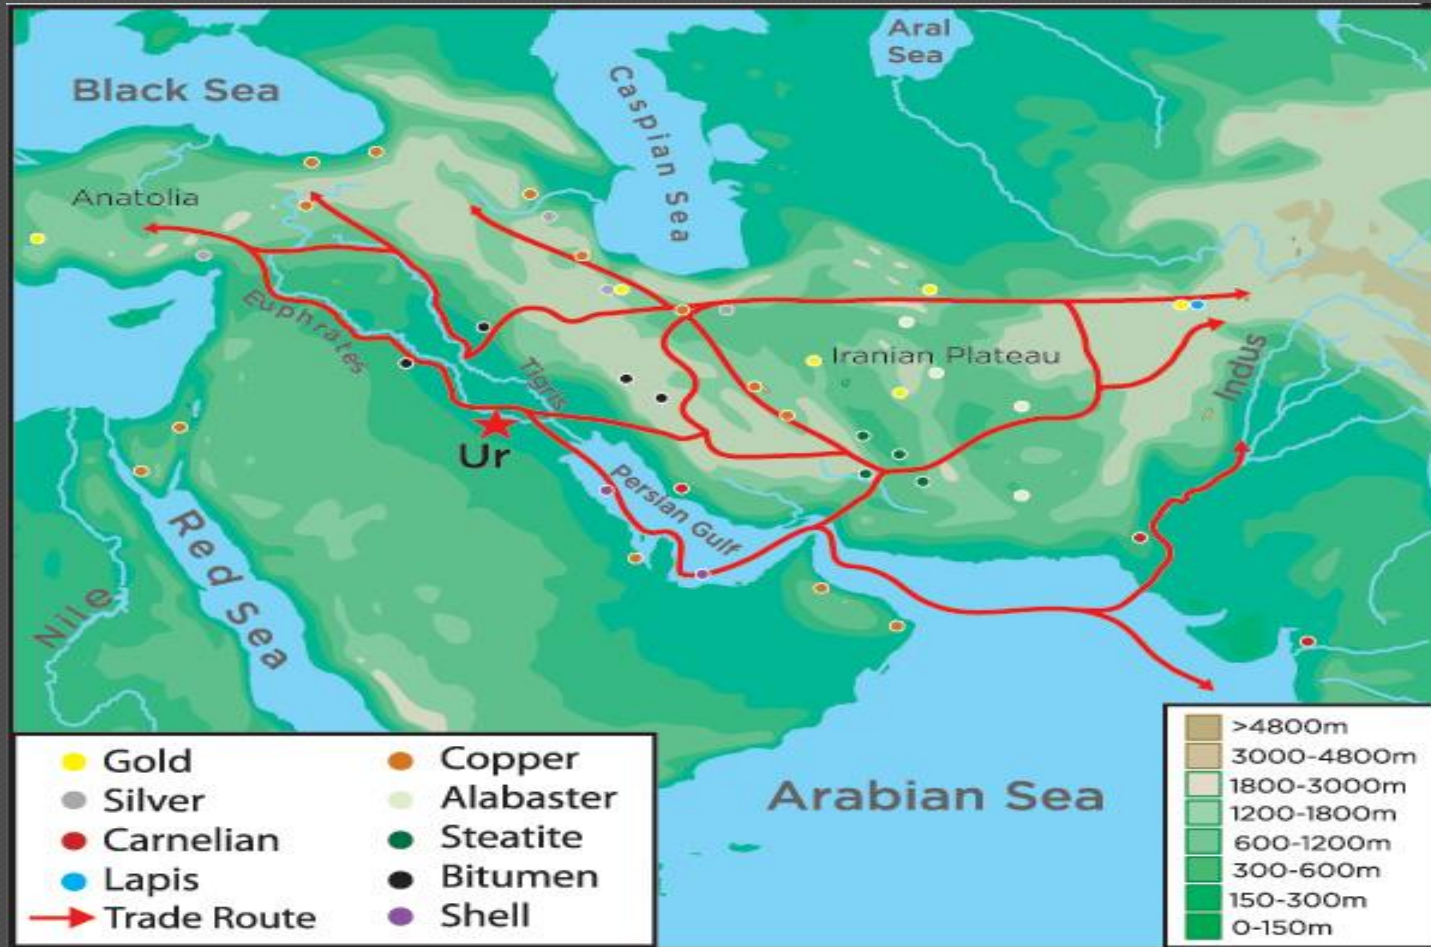 Aral
Sea
Black Sea
Caspian Sea
Anatolia
Euphrates
Tigris
Iranian Plateau
Indus
Ur
Persian Gulf
Red Sea
Nile
Arabian Sea
Gold
Silver
Carnelian
Lapis
Trade Route
Copper
Alabaster
Steatite
Bitumen
Shell
>4800m
3000-4800m
1800-3000m
1200-1800m
600-1200m
300-600m
150-300m
0-150m